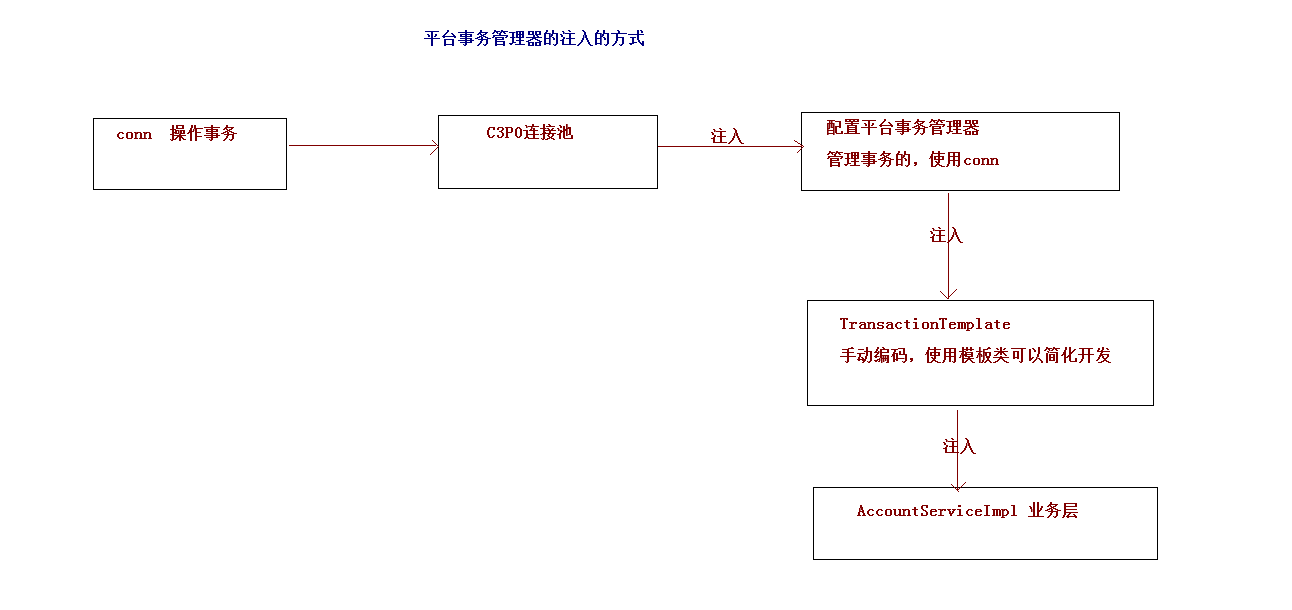 平台事务管理器的注入的方式
conn 操作事务
C3P0连接池
注入
配置平台事务管理器
管理事务的，使用conn
注入
TransactionTemplate
手动编码，使用模板类可以简化开发
注入
AccountServiceImpl 业务层